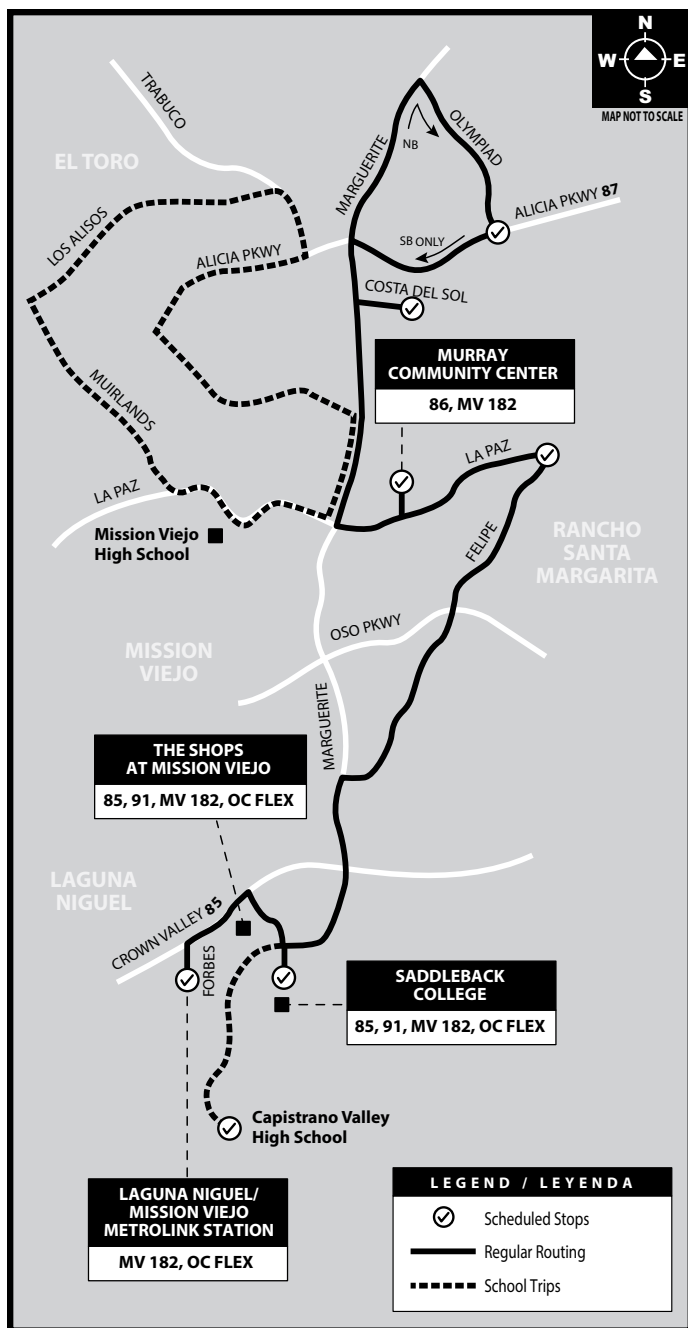 N
W E
S
MAP NOT TO SCALE
TRABUCO
EL TORO
MARGUERITE
NB
OLYMPIAD
ALICIA PKWY 87
SB ONLY
LOS ALISOS
ALICIA PKWY
COSTA DEL SOL
MURRAY
COMMUNITY CENTER
86, MV 182
MUIRLANDS
LA PAZ
LA PAZ
Mission Viejo
High School
FELIPE
RANCHO
SANTA
MARGARITA
OSO PKWY
MISSION
VIEJO
MARGUERITE
THE SHOPS
AT MISSION VIEJO
85, 91, MV 182, OC FLEX
LAGUNA
NIGUEL
CROWN VALLEY 85
FORBES
SADDLEBACK
COLLEGE
85, 91, MV 182, OC FLEX
Capistrano Valley
High School
LAGUNA NIGUEL/
MISSION VIEJO
METROLINK STATION
MV 182, OC FLEX
LEGEND / LEYENDA
Scheduled Stops
Regular Routing
School Trips